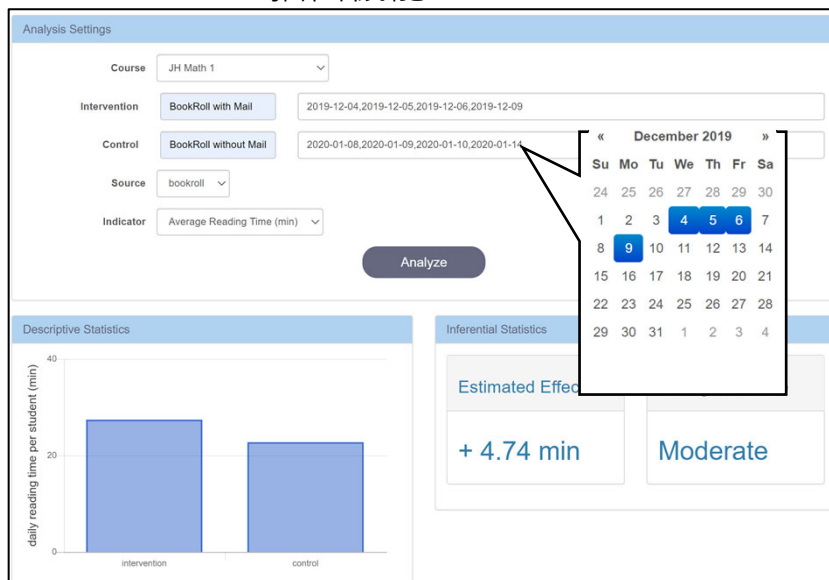 Analysis Settings
Course JH Math 1
Intervention BookRoll with Mail 2019-12-04,2019-12-05,2019-12-06,2019-12-09
Control BookRoll without Mail 2020-01-08,2020-01-09,2020-01-10,2020-01-14
Source bookroll
Indicator Average Reading Time (min)
Analyze
« December 2019 »
Su Mo Tu We Th Fr Sa
24 25 26 27 28 29 30
1 2 3 4 5 6 7
8 9 10 11 12 13 14
15 16 17 18 19 20 21
22 23 24 25 26 27 28
29 30 31 1 2 3 4
Descriptive Statistics
daily reading time per student (min)
40
20
0
intervention control
Inferential Statistics
Estimated
+ 4.74 min
Moderate